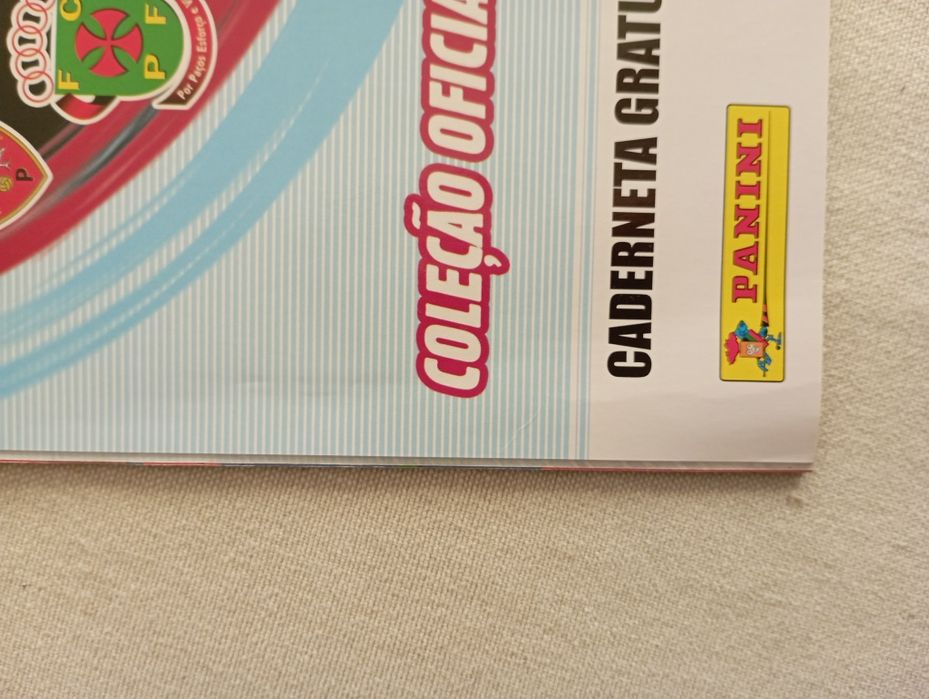 F C
P F
Por Paços Esforço e
P
COLEÇÃO OFICIA
CADERNETA GRATU
PANINI